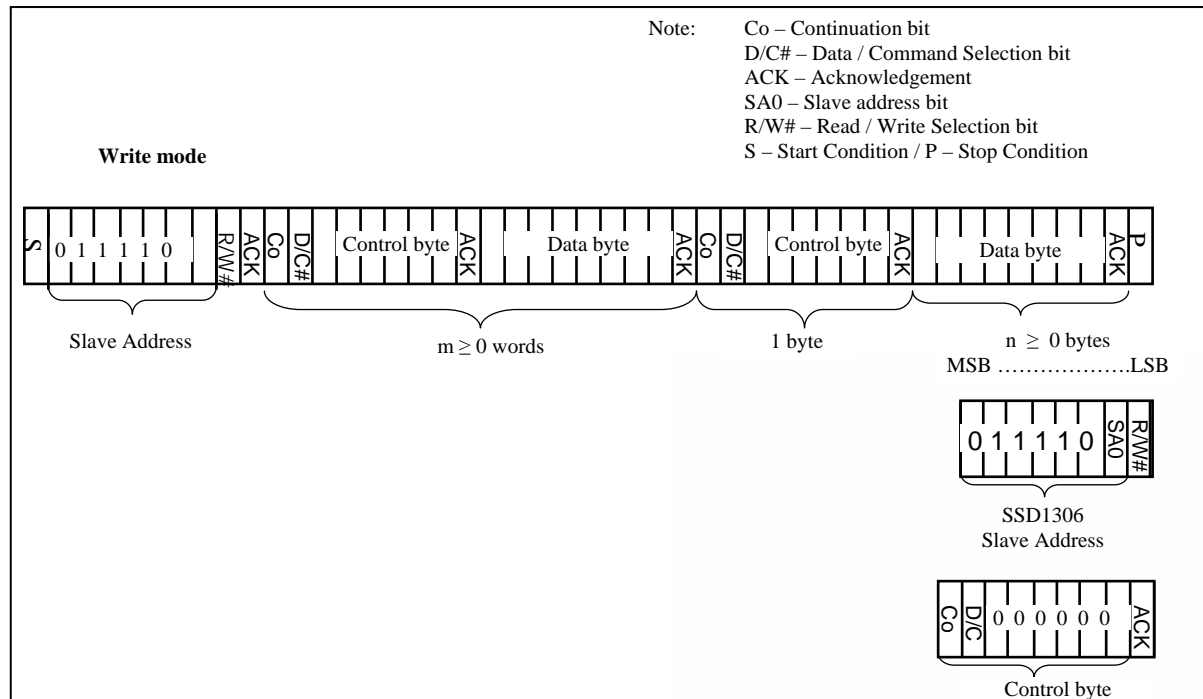 Note: Co – Continuation bit
D/C# – Data / Command Selection bit
ACK – Acknowledgement
SA0 – Slave address bit
R/W# – Read / Write Selection bit
S – Start Condition / P – Stop Condition
Write mode
S 0 1 1 1 1 0 R/W# ACK Co D/C# Control byte ACK Data byte ACK Co D/C# Control byte ACK Data byte ACK P
Slave Address m ≥ 0 words 1 byte n ≥ 0 bytes
MSB ……………….LSB
0 1 1 1 1 0 SA0 R/W#
SSD1306
Slave Address
Co D/C 0 0 0 0 0 0 ACK
Control byte